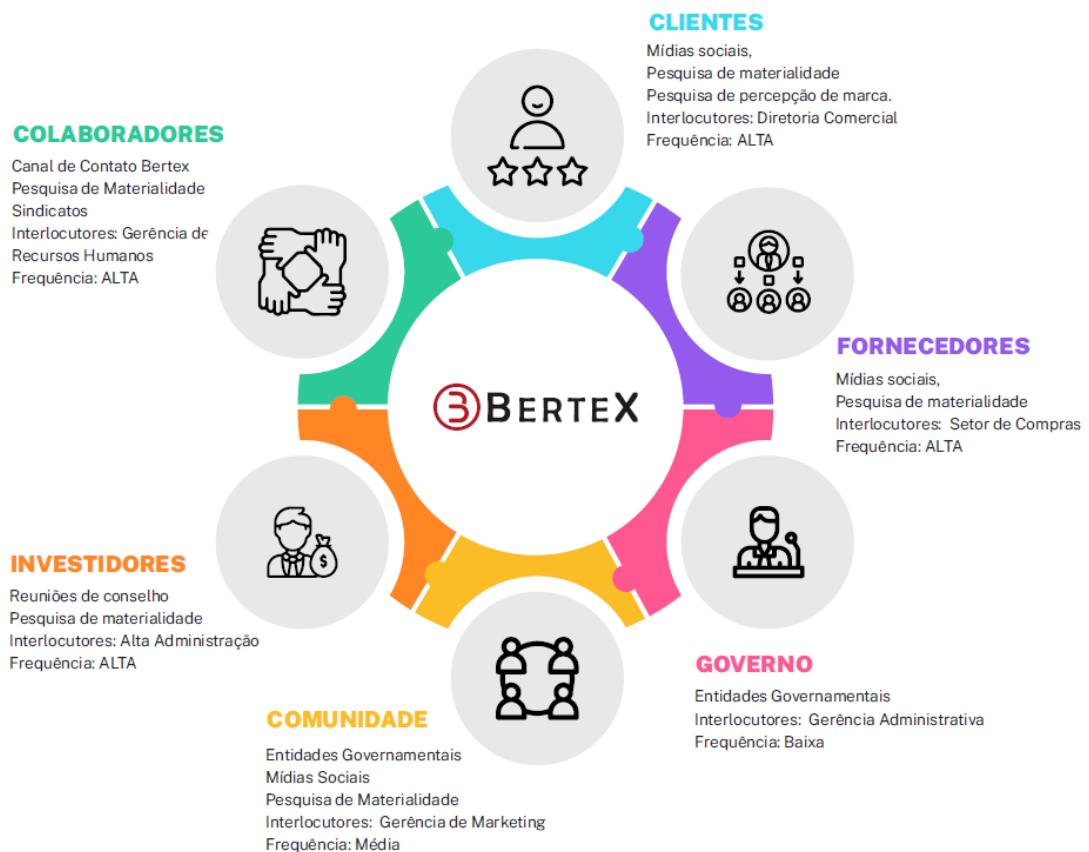 CLIENTES
Mídias sociais,
Pesquisa de materialidade
Pesquisa de percepção de marca.
Interlocutores: Diretoria Comercial
Frequência: ALTA
COLABORADORES
Canal de Contato Bertex
Pesquisa de Materialidade
Sindicatos
Interlocutores: Gerência de
Recursos Humanos
Frequência: ALTA
FORNECEDORES
Mídias sociais,
Pesquisa de materialidade
Interlocutores: Setor de Compras
Frequência: ALTA
BERTEX
INVESTIDORES
Reuniões de conselho
Pesquisa de materialidade
Interlocutores: Alta Administração
Frequência: ALTA
$
GOVERNO
Entidades Governamentais
Interlocutores: Gerência Administrativa
Frequência: Baixa
COMUNIDADE
Entidades Governamentais
Mídias Sociais
Pesquisa de Materialidade
Interlocutores: Gerência de Marketing
Frequência: Média